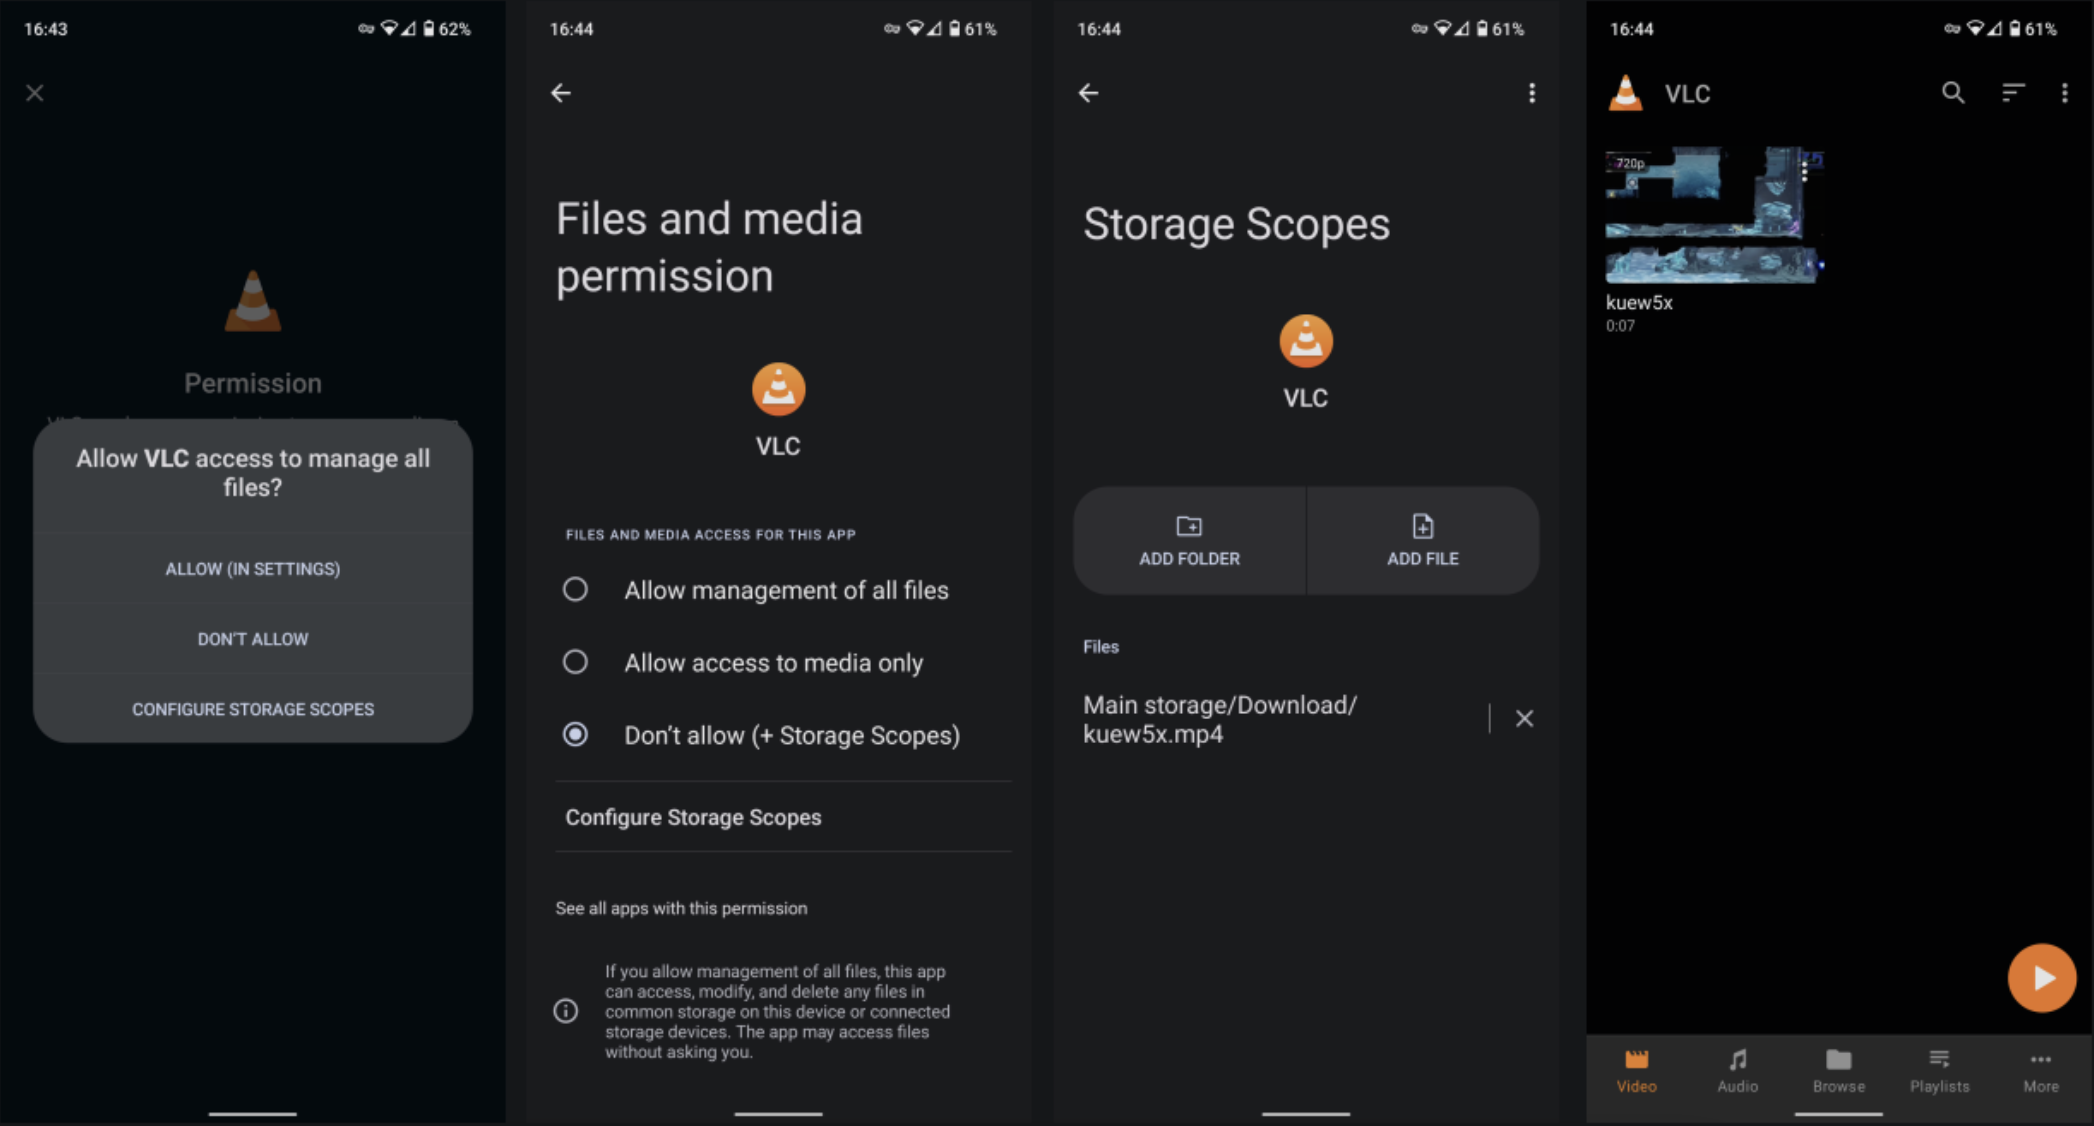 16:43
62%
Permission
Allow VLC access to manage all
files?
ALLOW (IN SETTINGS)
DON'T ALLOW
CONFIGURE STORAGE SCOPES
16:44
61%
Files and media
permission
VLC
FILES AND MEDIA ACCESS FOR THIS APP
Allow management of all files
Allow access to media only
Don't allow (+ Storage Scopes)
Configure Storage Scopes
See all apps with this permission
If you allow management of all files, this app
can access, modify, and delete any files in
common storage on this device or connected
storage devices. The app may access files
without asking you.
16:44
61%
Storage Scopes
VLC
ADD FOLDER
ADD FILE
Files
Main storage/Download/
kuew5x.mp4
16:44
61%
VLC
720p
kuew5x
0:07
Video
Audio
Browse
Playlists
More